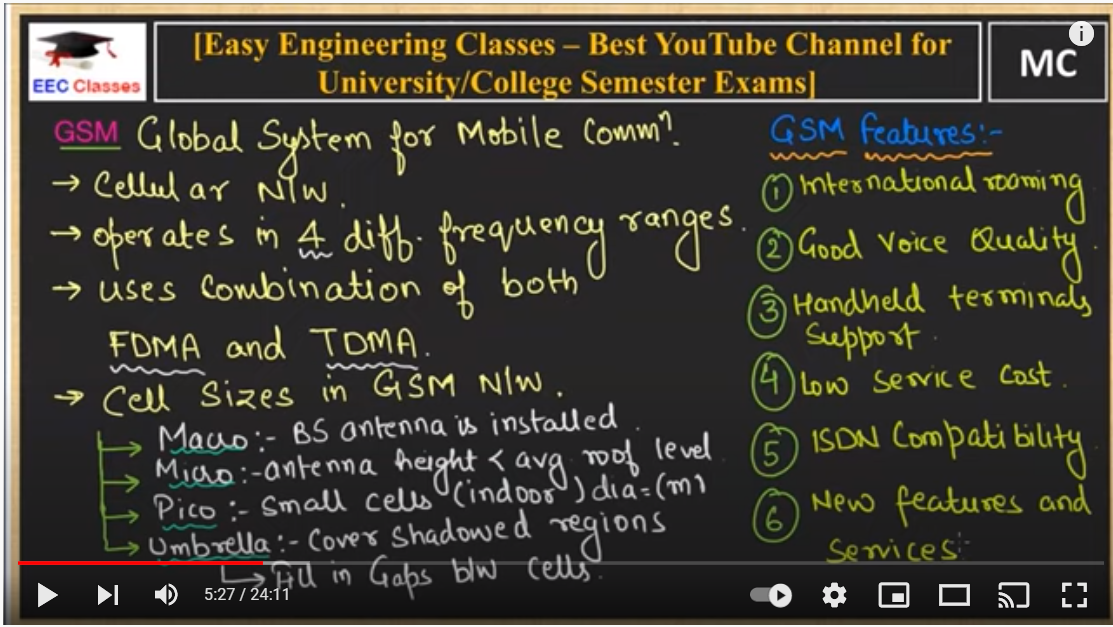 [Easy Engineering Classes – Best YouTube Channel for
University/College Semester Exams]
EEC Classes
MC
GSM Global System for Mobile Commn.
→ Cellular N/W.
→ operates in 4 diff. frequency ranges.
→ uses combination of both
FDMA and TDMA.
→ Cell Sizes in GSM N/W.
Macro:- BS antenna is installed.
Micro:- antenna height < avg roof level
Pico:- Small cells (indoor) dia=(m)
Umbrella:- Cover shadowed regions
→ Fill in Gaps b/w cells.
GSM features:-
1 International roaming
2 Good Voice Quality.
3 Handheld terminals
Support.
4 Low Service Cost.
5 ISDN Compatibility
6 New features and
Services
5:27 / 24:11